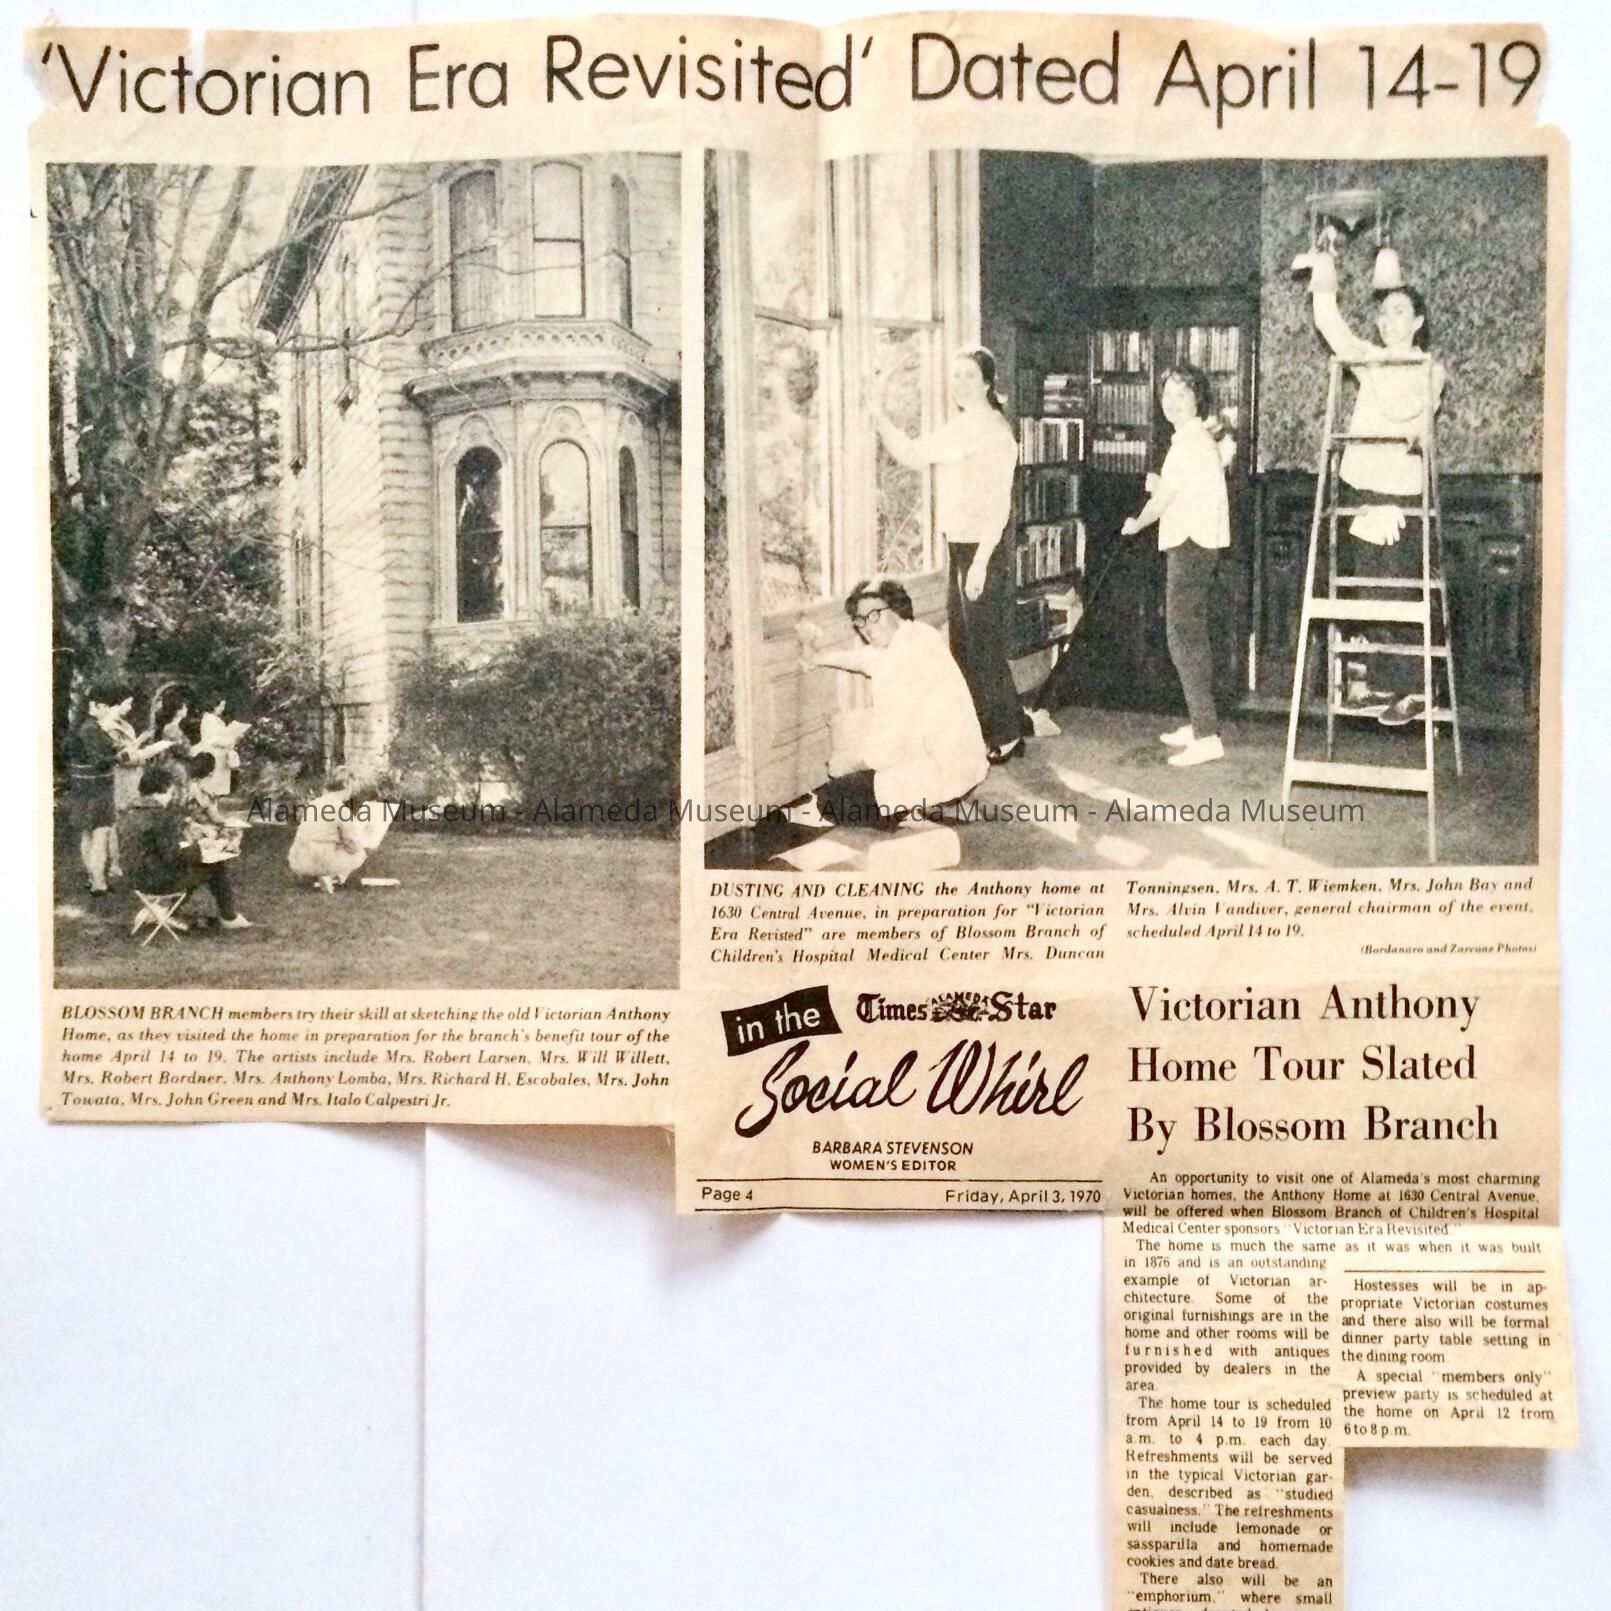 'Victorian Era Revisited' Dated April 14-19
Alameda Museum - Alameda Museum - Alameda Museum - Alameda Museum
BLOSSOM BRANCH members try their skill at sketching the old Victorian Anthony
Home, as they visited the home in preparation for the branch's benefit tour of the
home April 14 to 19. The artists include Mrs. Robert Larsen, Mrs. Will Willett,
Mrs. Robert Bordner, Mrs. Anthony Lomba, Mrs. Richard H. Escobales, Mrs. John
Towata, Mrs. John Green and Mrs. Italo Calpestri Jr.
DUSTING AND CLEANING the Anthony home at
1630 Central Avenue, in preparation for "Victorian
Era Revisted" are members of Blossom Branch of
Children's Hospital Medical Center Mrs. Duncan
Tonningsen, Mrs. A. T. Wiemken, Mrs. John Bay and
Mrs. Alvin Vandiver, general chairman of the event,
scheduled April 14 to 19.
(Bordanaro and Zarcone Photos)
in the
Times ALAMEDA Star
Social Whirl
BARBARA STEVENSON
WOMEN'S EDITOR
Page 4 Friday, April 3, 1970
Victorian Anthony
Home Tour Slated
By Blossom Branch
An opportunity to visit one of Alameda's most charming
Victorian homes, the Anthony Home at 1630 Central Avenue,
will be offered when Blossom Branch of Children's Hospital
Medical Center sponsors "Victorian Era Revisited."
The home is much the same as it was when it was built
in 1876 and is an outstanding
example of Victorian ar-
chitecture. Some of the
original furnishings are in the
home and other rooms will be
furnished with antiques
provided by dealers in the
area.
The home tour is scheduled
from April 14 to 19 from 10
a.m. to 4 p.m. each day.
Refreshments will be served
in the typical Victorian gar-
den, described as "studied
casualness." The refreshments
will include lemonade or
sassparilla and homemade
cookies and date bread.
There also will be an
"emphorium," where small
Hostesses will be in ap-
propriate Victorian costumes
and there also will be formal
dinner party table setting in
the dining room
A special "members only"
preview party is scheduled at
the home on April 12 from
6 to 8 p.m.